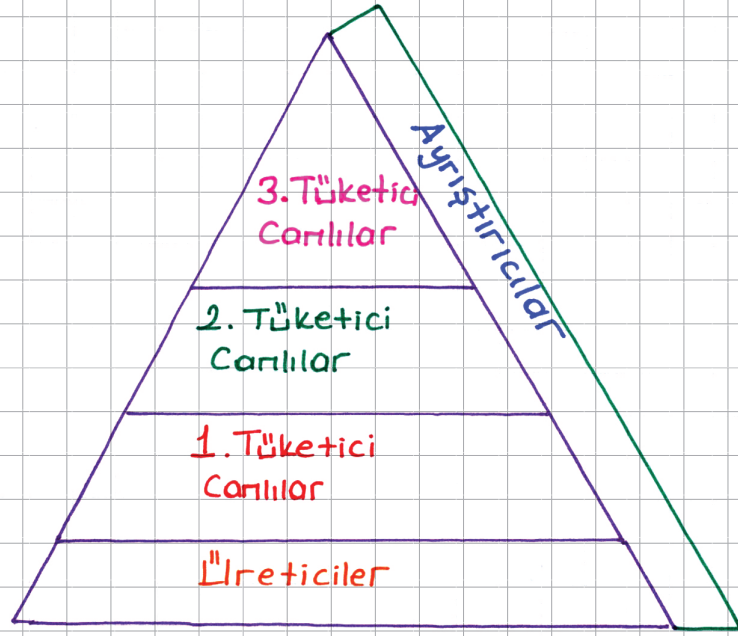 3. Tüketici
Canlılar
2. Tüketici
Canlılar
1. Tüketici
Canlılar
Üreticiler
Ayrıştırıcılar